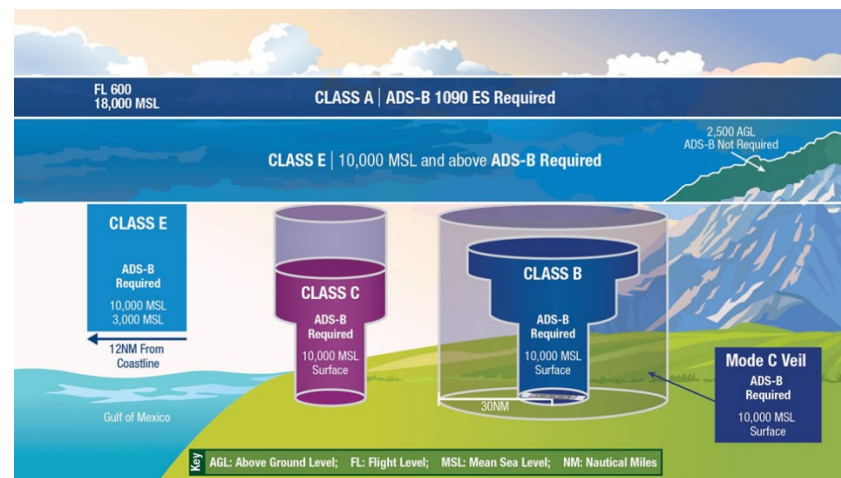 FL 600
18,000 MSL
CLASS A | ADS-B 1090 ES Required
2,500 AGL
ADS-B Not Required
CLASS E | 10,000 MSL and above ADS-B Required
CLASS E
ADS-B
Required
10,000 MSL
3,000 MSL
12NM From
Coastline
Gulf of Mexico
CLASS C
ADS-B
Required
10,000 MSL
Surface
CLASS B
ADS-B
Required
10,000 MSL
Surface
30NM
Mode C Veil
ADS-B
Required
10,000 MSL
Surface
Key AGL: Above Ground Level; FL: Flight Level; MSL: Mean Sea Level; NM: Nautical Miles